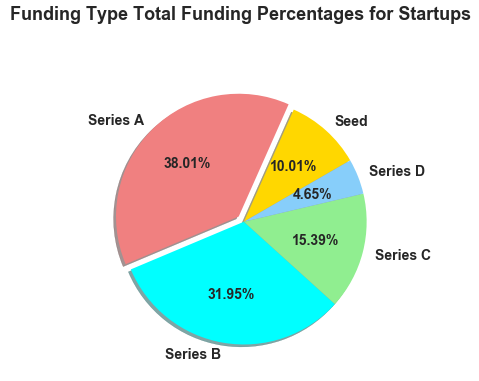 Funding Type Total Funding Percentages for Startups
Series A
38.01%
Seed
10.01%
Series D
4.65%
Series C
15.39%
Series B
31.95%